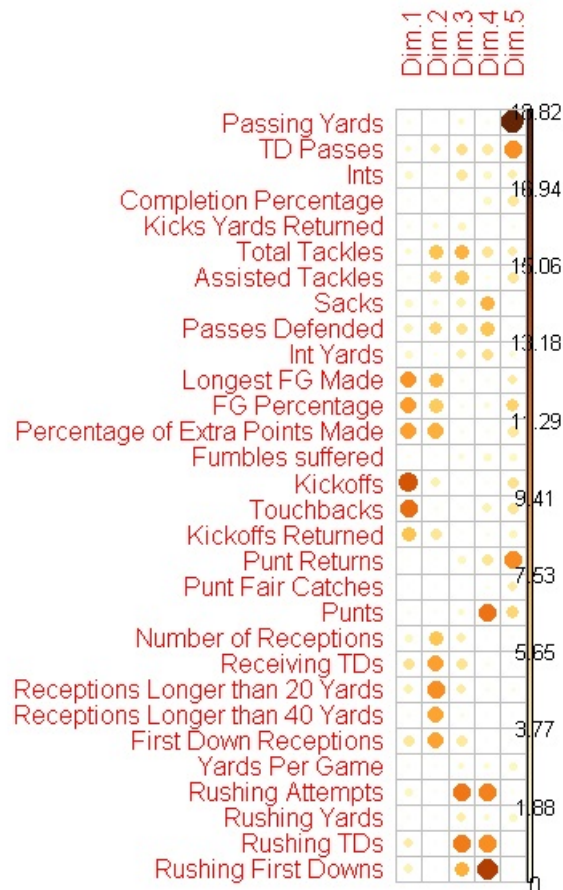 Dim.1 Dim.2 Dim.3 Dim.4 Dim.5
18.82
Passing Yards
TD Passes
Ints
16.94
Completion Percentage
Kicks Yards Returned
Total Tackles
15.06
Assisted Tackles
Sacks
Passes Defended
13.18
Int Yards
Longest FG Made
FG Percentage
11.29
Percentage of Extra Points Made
Fumbles suffered
Kickoffs
9.41
Touchbacks
Kickoffs Returned
Punt Returns
7.53
Punt Fair Catches
Punts
Number of Receptions
5.65
Receiving TDs
Receptions Longer than 20 Yards
Receptions Longer than 40 Yards
3.77
First Down Receptions
Yards Per Game
Rushing Attempts
1.88
Rushing Yards
Rushing TDs
Rushing First Downs
0